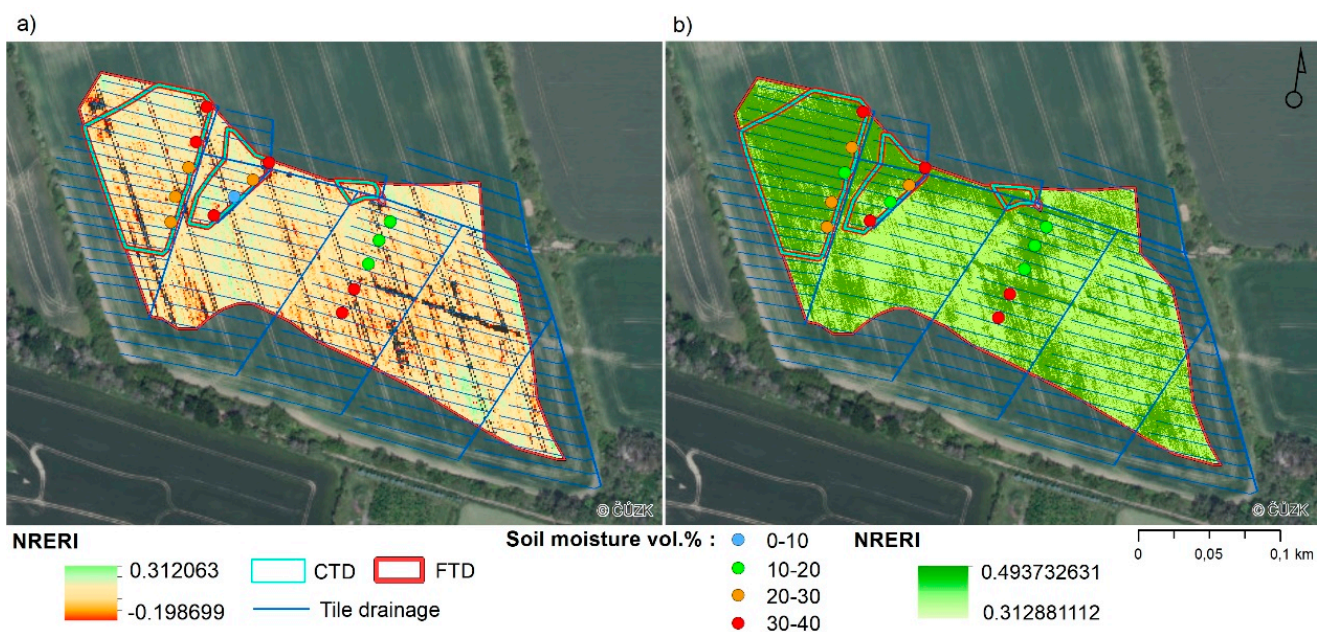 a)
b)
© ČÚZK
© ČÚZK
NRERI
0.312063
-0.198699
CTD
FTD
Tile drainage
Soil moisture vol.% :
0-10
10-20
20-30
30-40
NRERI
0.493732631
0.312881112
0
0,05
0,1 km